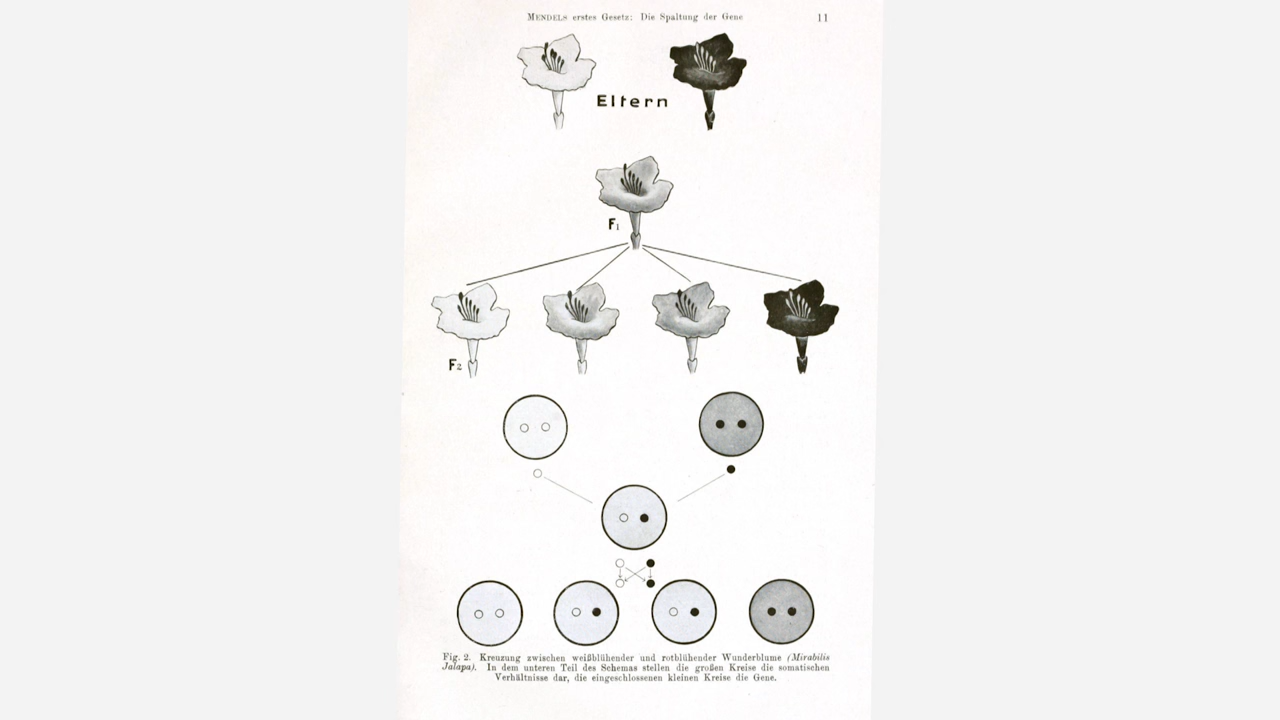 MENDELS erstes Gesetz: Die Spaltung der Gene 11
Eltern
F1
F2
Fig. 2. Kreuzung zwischen weißblühender und rotblühender Wunderblume (Mirabilis
Jalapa). In dem unteren Teil des Schemas stellen die großen Kreise die somatischen
Verhältnisse dar, die eingeschlossenen kleinen Kreise die Gene.